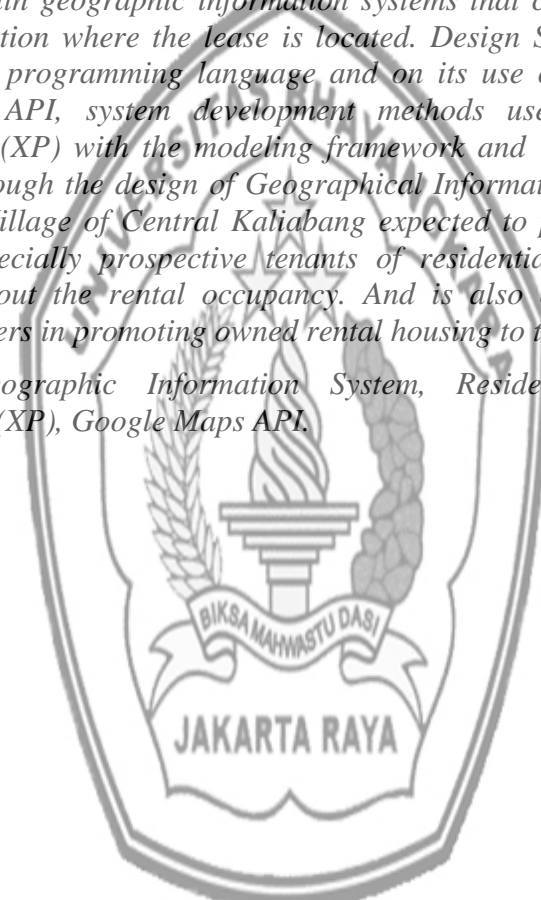 geographic information systems that
tion where the lease is located. Design S
programming language and on its use
API, system development methods use
(XP) with the modeling framework and
ough the design of Geographical Informat
illage of Central Kaliabang expected to p
ecially prospective tenants of residentia
out the rental occupancy. And is also
ers in promoting owned rental housing to t
eographic Information System, Reside
(XP), Google Maps API.
UNIVERSITAS BHAYANGKARA
BIKSA MAHWASTU DASI
JAKARTA RAYA